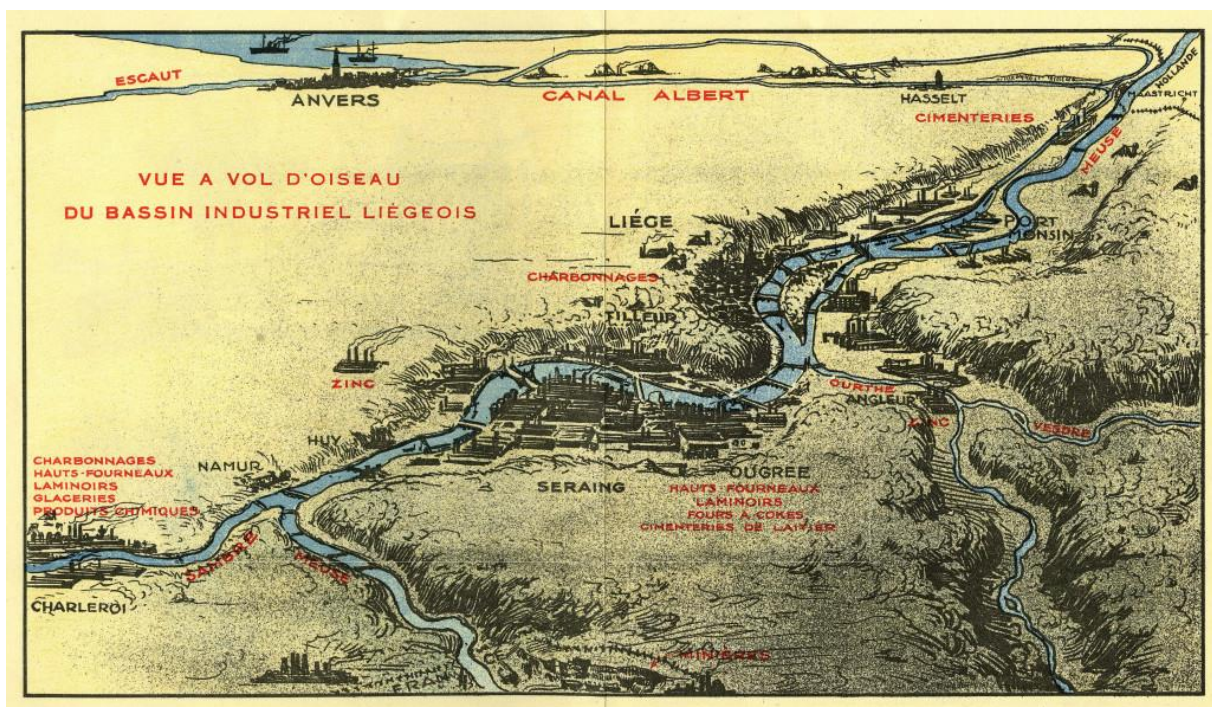 ESCAUT
ANVERS
CANAL ALBERT
HASSELT
HOLLANDE
MAASTRICHT
CIMENTERIES
MEUSE
VUE A VOL D'OISEAU
DU BASSIN INDUSTRIEL LIÉGEOIS
LIÉGE
PORT
MONSIN
CHARBONNAGES
TILLEUR
ZINC
OURTHE
ANGLEUR
ZINC
VESDRE
HUY
NAMUR
CHARBONNAGES
HAUTS-FOURNEAUX
LAMINOIRS
GLACERIES
PRODUITS CHIMIQUES
SERAING
OUGREE
HAUTS FOURNEAUX
LAMINOIRS
FOURS A COKES
CIMENTERIES DE LAITIER
SAMBRE
MEUSE
CHARLEROI
MINIÈRES